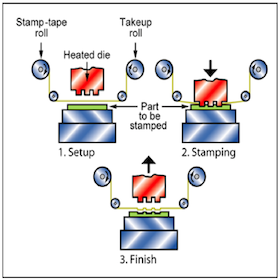 Stamp-tape
roll
Takeup
roll
Heated die
Part
to be
stamped
1. Setup
2. Stamping
3. Finish